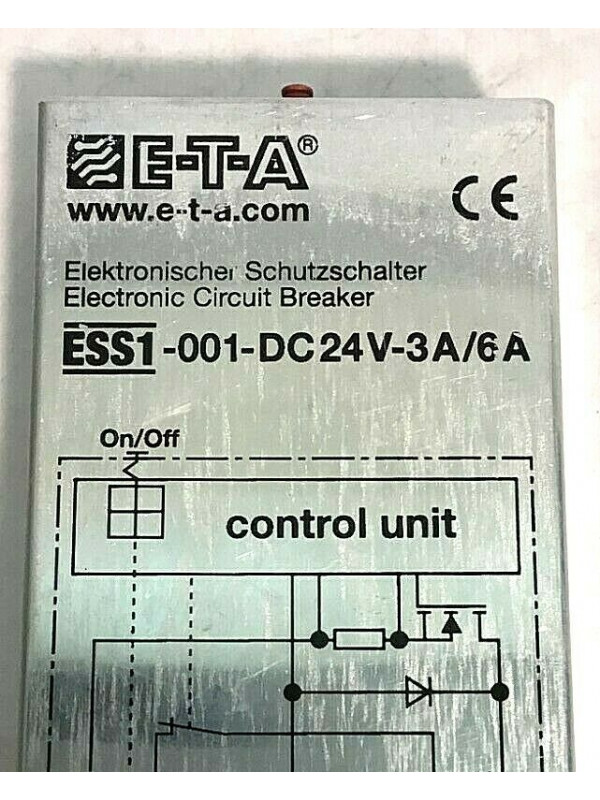 E-T-A®
www.e-t-a.com
CE
Elektronischer Schutzschalter
Electronic Circuit Breaker
ESS1-001-DC24V-3A/6A
On/Off
control unit